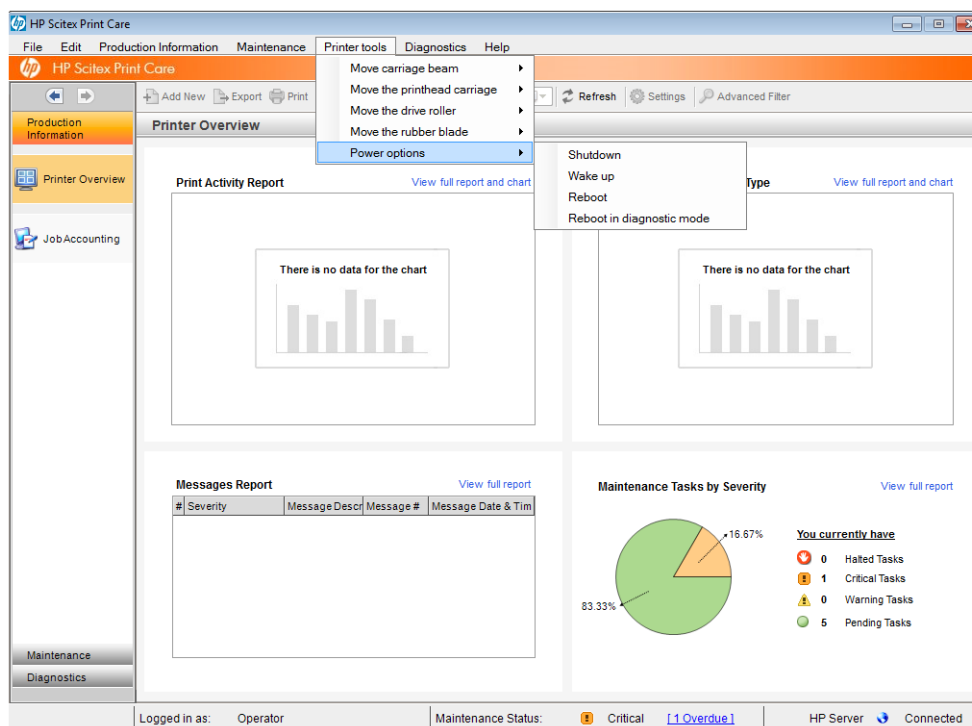 HP Scitex Print Care
File Edit Production Information Maintenance Printer tools Diagnostics Help
HP Scitex Print Care
Move carriage beam
Move the printhead carriage
Move the drive roller
Move the rubber blade
Power options
Shutdown
Wake up
Reboot
Reboot in diagnostic mode
Add New Export Print Refresh Settings Advanced Filter
Production
Information
Printer Overview
Printer Overview
Job Accounting
Print Activity Report View full report and chart
Type View full report and chart
There is no data for the chart
There is no data for the chart
Messages Report View full report
# Severity Message Descr Message # Message Date & Tim
Maintenance Tasks by Severity View full report
16.67%
83.33%
You currently have
0 Halted Tasks
1 Critical Tasks
0 Warning Tasks
5 Pending Tasks
Maintenance
Diagnostics
Logged in as: Operator Maintenance Status: Critical [ 1 Overdue ] HP Server Connected